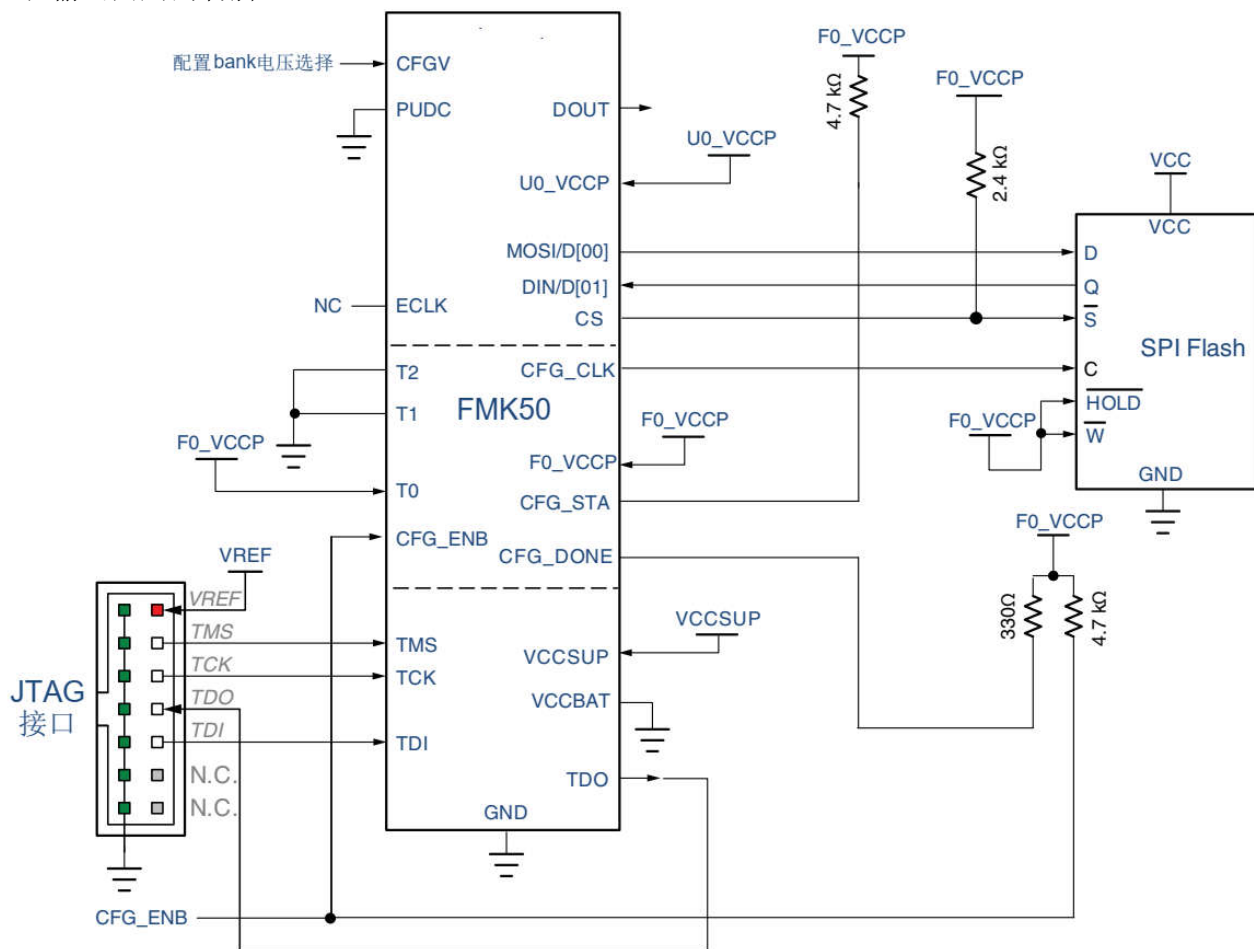 配置bank电压选择
CFGV
PUDC
DOUT
U0_VCCP
U0_VCCP
MOSI/D[00]
DIN/D[01]
CS
NC
ECLK
T2
T1
FMK50
CFG_CLK
F0_VCCP
F0_VCCP
F0_VCCP
T0
CFG_STA
CFG_ENB
CFG_DONE
F0_VCCP
4.7 kΩ
F0_VCCP
2.4 kΩ
VCC
VCC
D
Q
S
SPI Flash
C
HOLD
F0_VCCP
W
GND
F0_VCCP
330Ω
4.7 kΩ
VREF
VREF
TMS
TCK
TDO
TDI
N.C.
N.C.
JTAG
接口
TMS
TCK
TDI
VCCSUP
VCCSUP
VCCBAT
TDO
GND
CFG_ENB